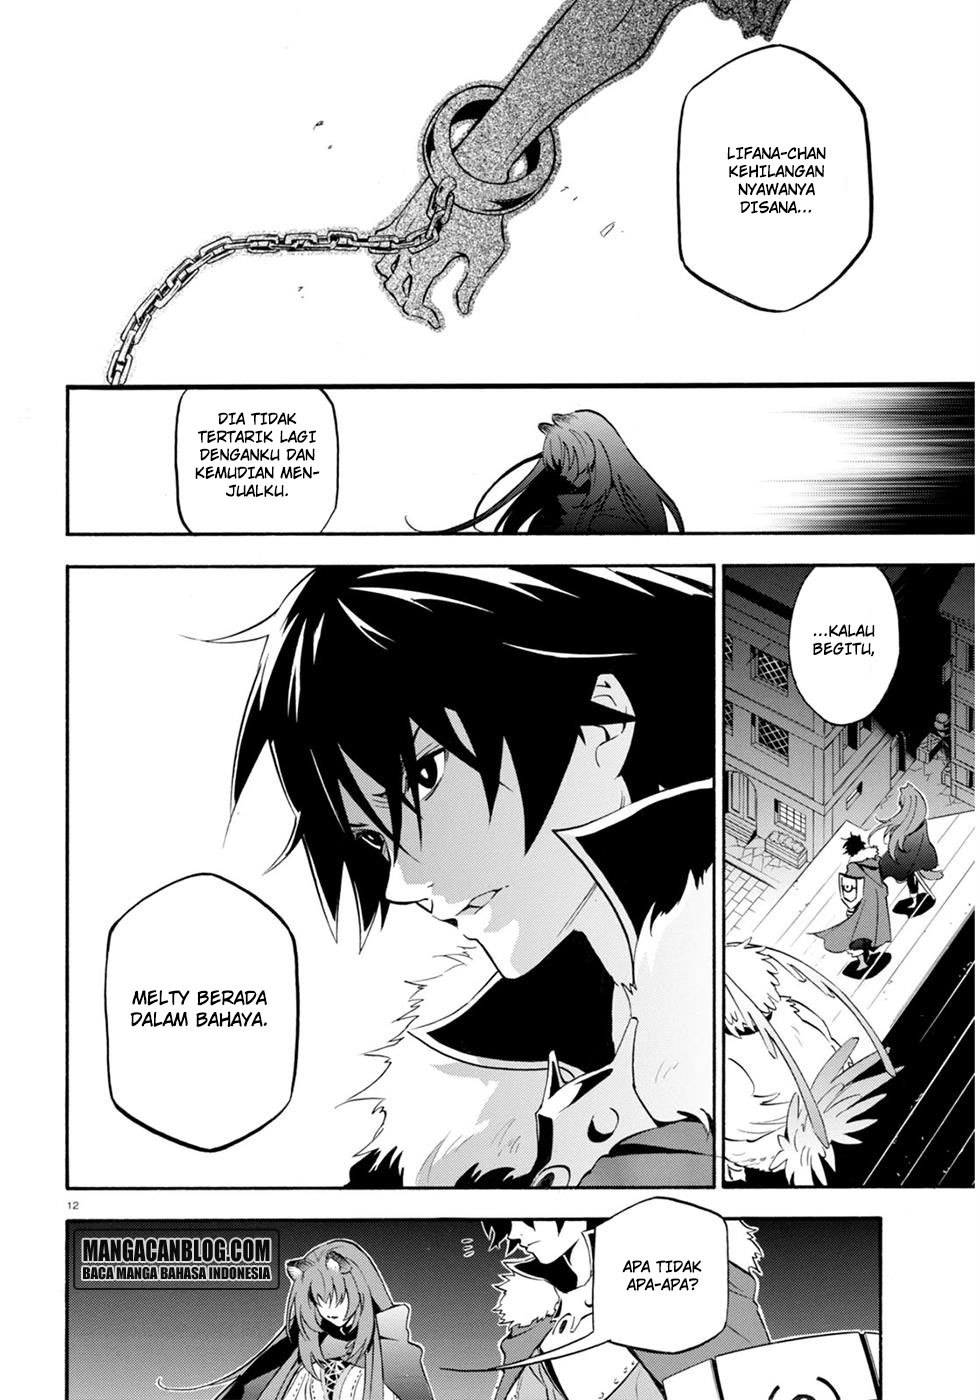 LIFANA-CHAN
KEHILANGAN
NYAWANYA
DISANA...
DIA TIDAK
TERTARIK LAGI
DENGANKU DAN
KEMUDIAN MEN-
JUALKU.
...KALAU
BEGITU,
MELTY BERADA
DALAM BAHAYA.
12
MANGACANBLOG.COM
BACA MANGA BAHASA INDONESIA
APA TIDAK
APA-APA?